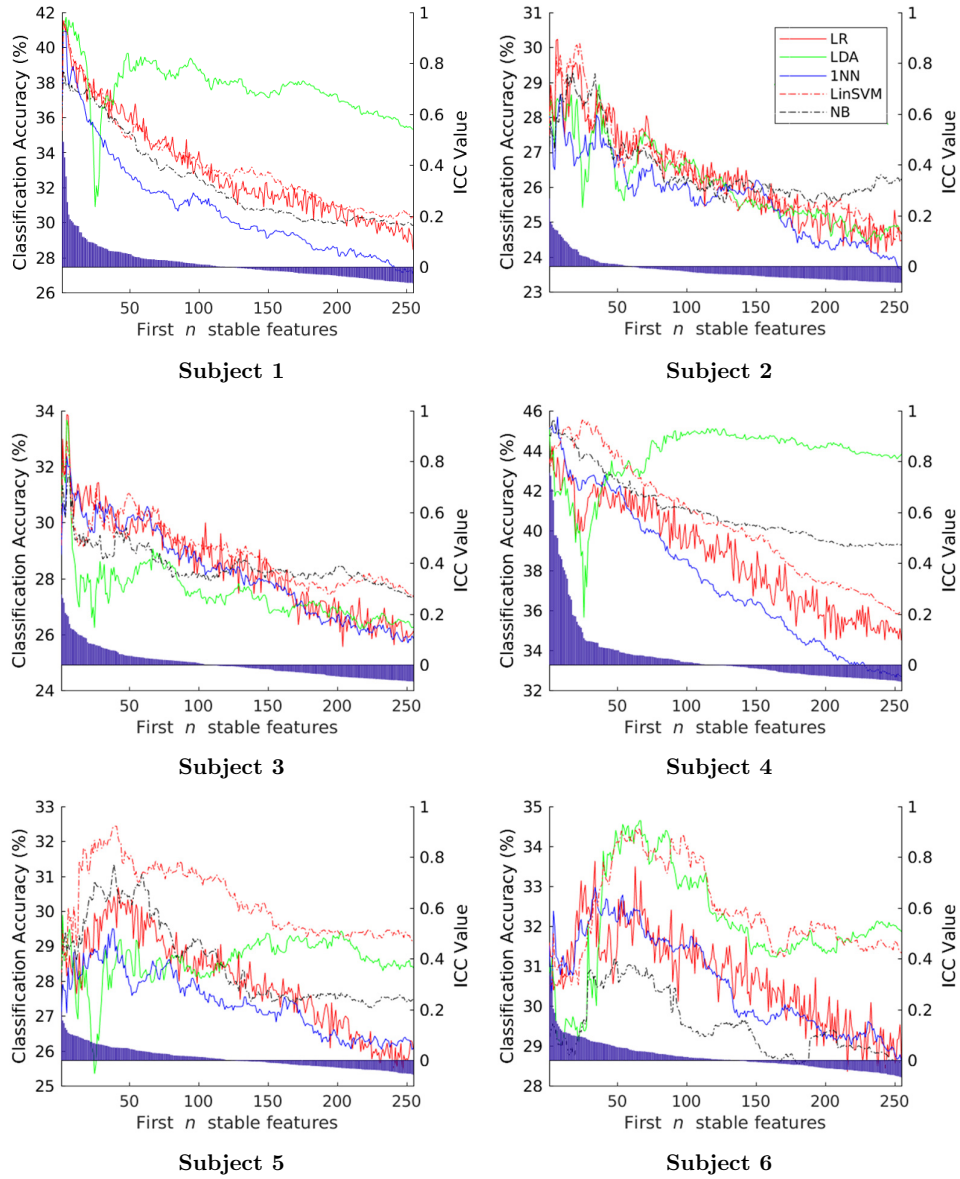 42
40
38
36
34
32
30
28
26
Classification Accuracy (%)
1
0.8
0.6
0.4
0.2
0
ICC Value
50 100 150 200 250
First n stable features
Subject 1
31
30
29
28
27
26
25
24
23
Classification Accuracy (%)
LR
LDA
1NN
LinSVM
NB
1
0.8
0.6
0.4
0.2
0
ICC Value
50 100 150 200 250
First n stable features
Subject 2
34
32
30
28
26
24
Classification Accuracy (%)
1
0.8
0.6
0.4
0.2
0
ICC Value
50 100 150 200 250
First n stable features
Subject 3
46
44
42
40
38
36
34
32
Classification Accuracy (%)
1
0.8
0.6
0.4
0.2
0
ICC Value
50 100 150 200 250
First n stable features
Subject 4
33
32
31
30
29
28
27
26
25
Classification Accuracy (%)
1
0.8
0.6
0.4
0.2
0
ICC Value
50 100 150 200 250
First n stable features
Subject 5
35
34
33
32
31
30
29
28
Classification Accuracy (%)
1
0.8
0.6
0.4
0.2
0
ICC Value
50 100 150 200 250
First n stable features
Subject 6